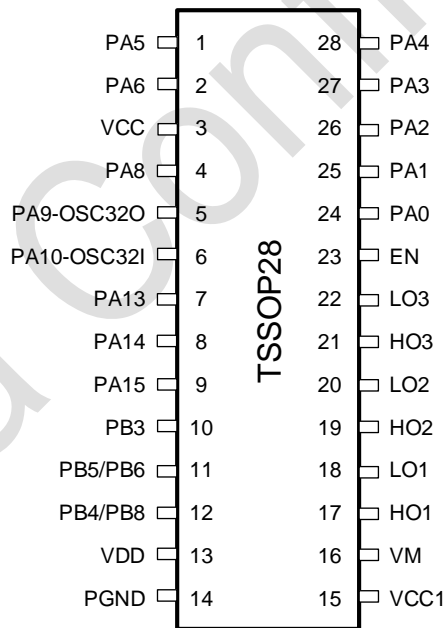 PA5 1 28 PA4
PA6 2 27 PA3
VCC 3 26 PA2
PA8 4 25 PA1
PA9-OSC32O 5 24 PA0
PA10-OSC32I 6 23 EN
PA13 7 22 LO3
PA14 8 21 HO3
PA15 9 20 LO2
PB3 10 19 HO2
PB5/PB6 11 18 LO1
PB4/PB8 12 17 HO1
VDD 13 16 VM
PGND 14 15 VCC1
TSSOP28